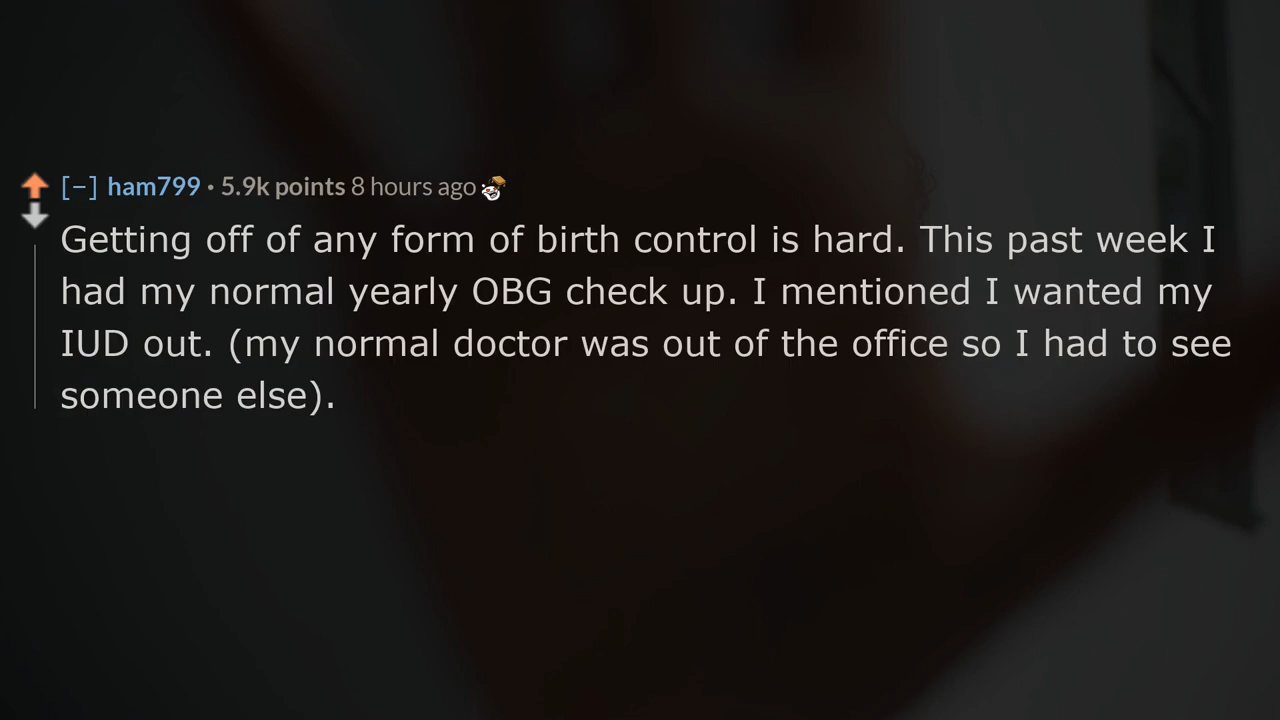 [−] ham799 · 5.9k points 8 hours ago
Getting off of any form of birth control is hard. This past week I
had my normal yearly OBG check up. I mentioned I wanted my
IUD out. (my normal doctor was out of the office so I had to see
someone else).